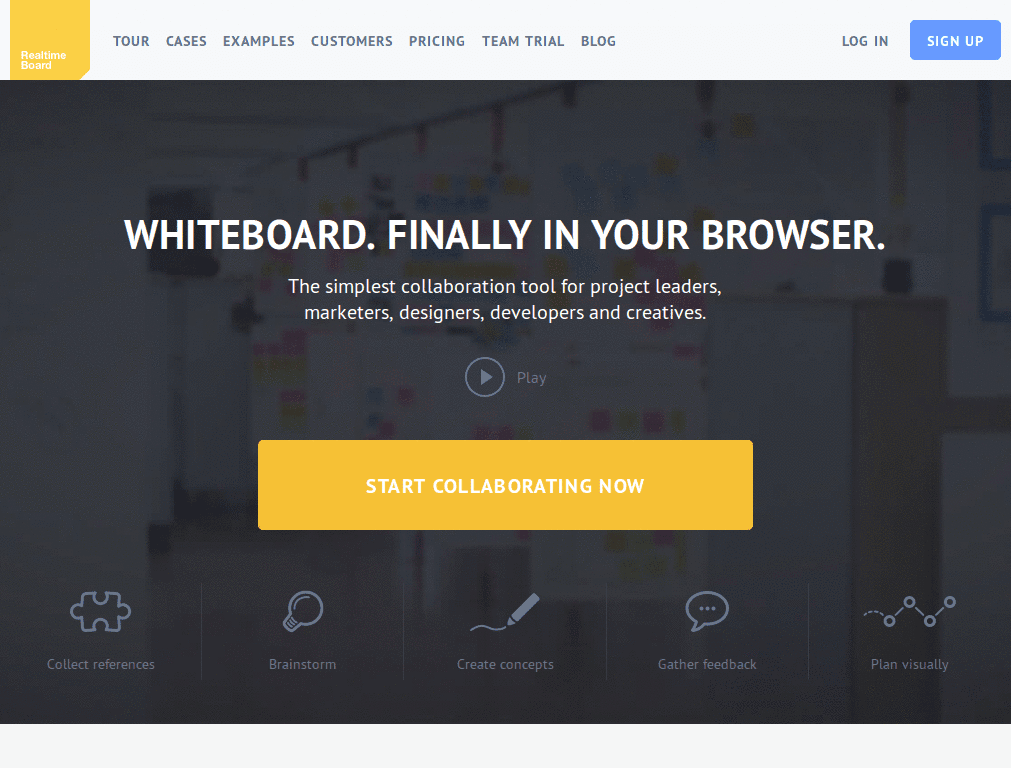 Realtime
Board
TOUR CASES EXAMPLES CUSTOMERS PRICING TEAM TRIAL BLOG LOG IN SIGN UP
WHITEBOARD. FINALLY IN YOUR BROWSER.
The simplest collaboration tool for project leaders,
marketers, designers, developers and creatives.
Play
START COLLABORATING NOW
Collect references Brainstorm Create concepts Gather feedback Plan visually